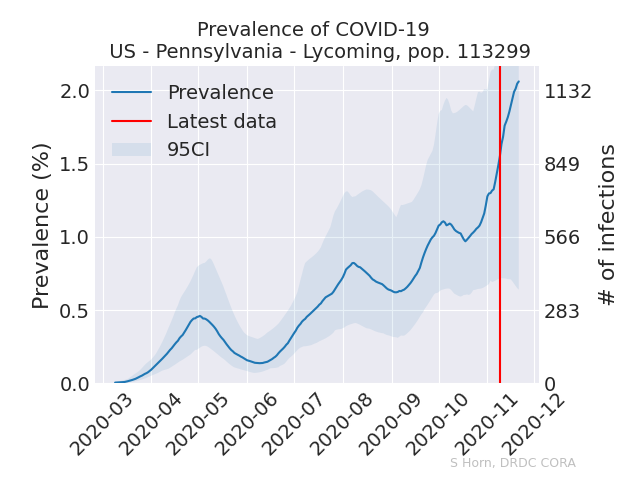 Prevalence of COVID-19
US - Pennsylvania - Lycoming, pop. 113299
Prevalence
Latest data
95CI
Prevalence (%)
2.0
1.5
1.0
0.5
0.0
1132
849
566
283
0
# of infections
2020-03
2020-04
2020-05
2020-06
2020-07
2020-08
2020-09
2020-10
2020-11
2020-12
S Horn, DRDC CORA